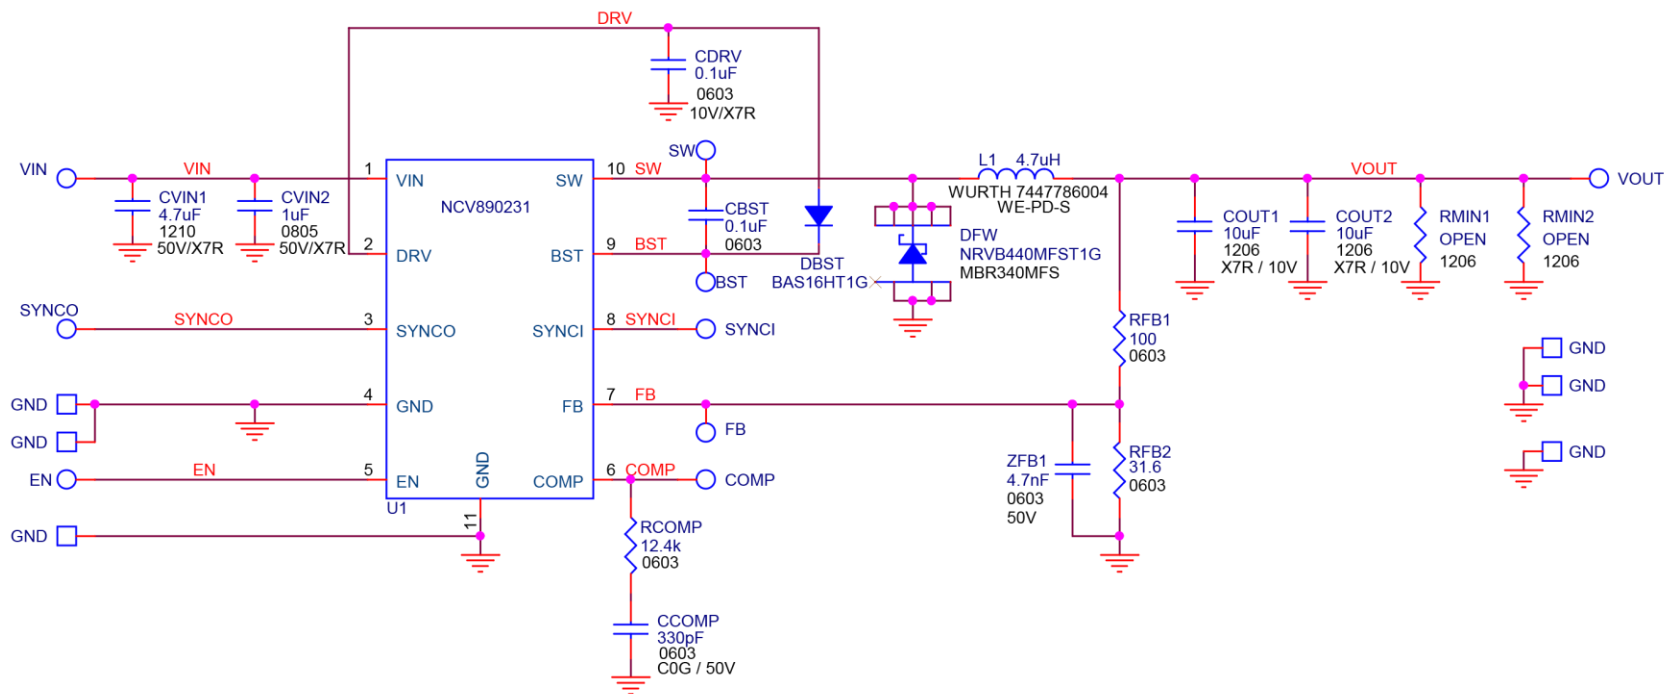 DRV
CDRV
0.1uF
0603
10V/X7R
VIN
VIN
CVIN1
4.7uF
1210
50V/X7R
CVIN2
1uF
0805
50V/X7R
1
VIN
NCV890231
SW
10
SW
SW
CBST
0.1uF
0603
2
DRV
BST
9
BST
BST
DBST
BAS16HT1G
L1
4.7uH
WURTH 7447786004
WE-PD-S
DFW
NRVB440MFST1G
MBR340MFS
VOUT
VOUT
COUT1
10uF
1206
X7R / 10V
COUT2
10uF
1206
X7R / 10V
RMIN1
OPEN
1206
RMIN2
OPEN
1206
SYNCO
SYNCO
3
SYNCO
SYNCI
8
SYNCI
SYNCI
RFB1
100
0603
GND
GND
GND
GND
GND
4
GND
FB
7
FB
FB
ZFB1
4.7nF
0603
50V
RFB2
31.6
0603
EN
EN
5
EN
GND
COMP
6
COMP
COMP
U1
11
GND
RCOMP
12.4k
0603
CCOMP
330pF
0603
C0G / 50V